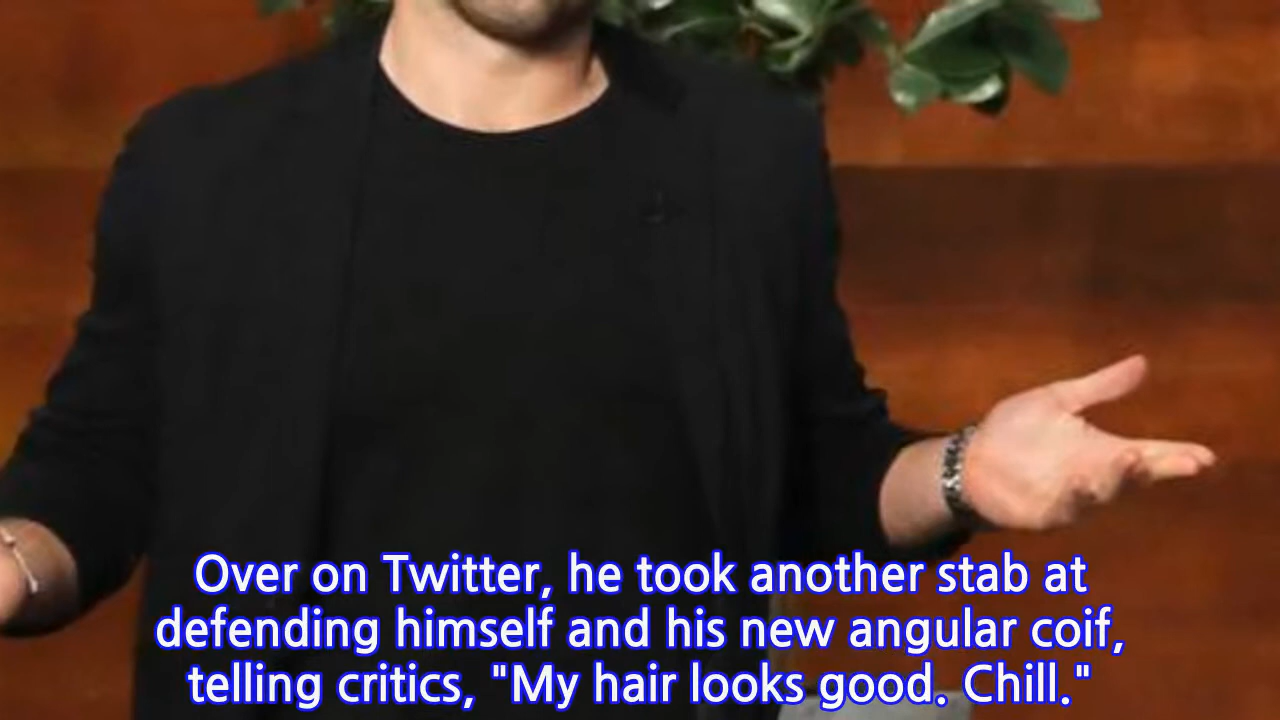 Over on Twitter, he took another stab at
defending himself and his new angular coif,
telling critics, "My hair looks good. Chill."